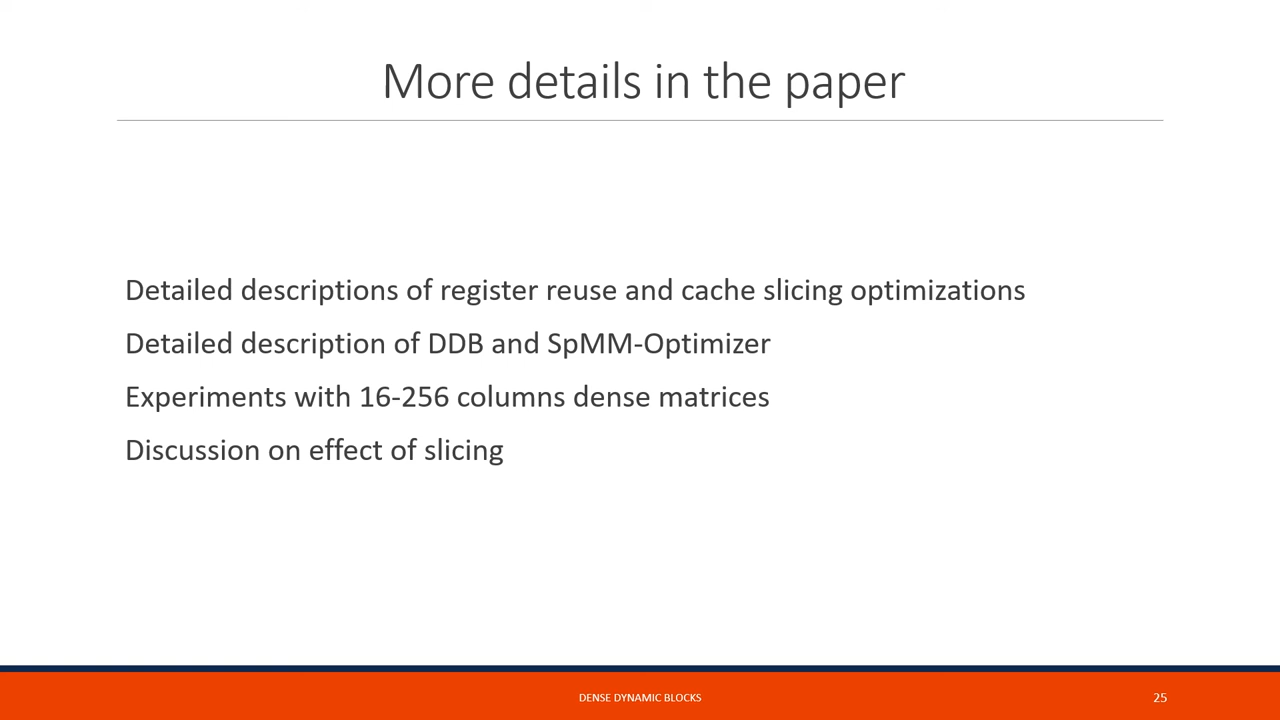 More details in the paper
Detailed descriptions of register reuse and cache slicing optimizations
Detailed description of DDB and SpMM-Optimizer
Experiments with 16-256 columns dense matrices
Discussion on effect of slicing
DENSE DYNAMIC BLOCKS
25